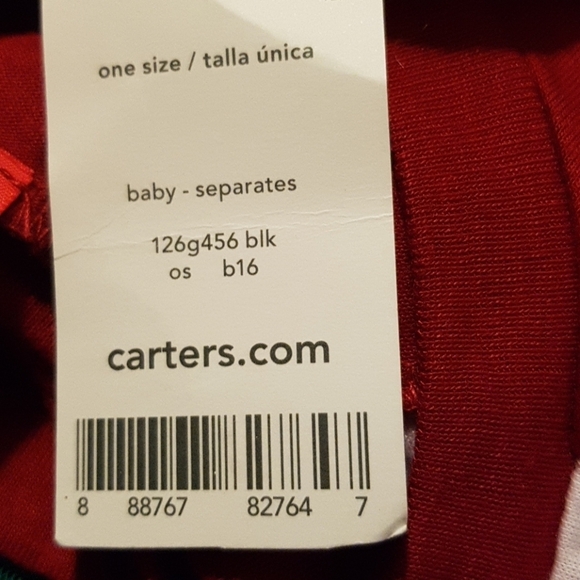 one size / talla única
baby - separates
126g456 blk
os b16
carters.com
8 88767 82764 7